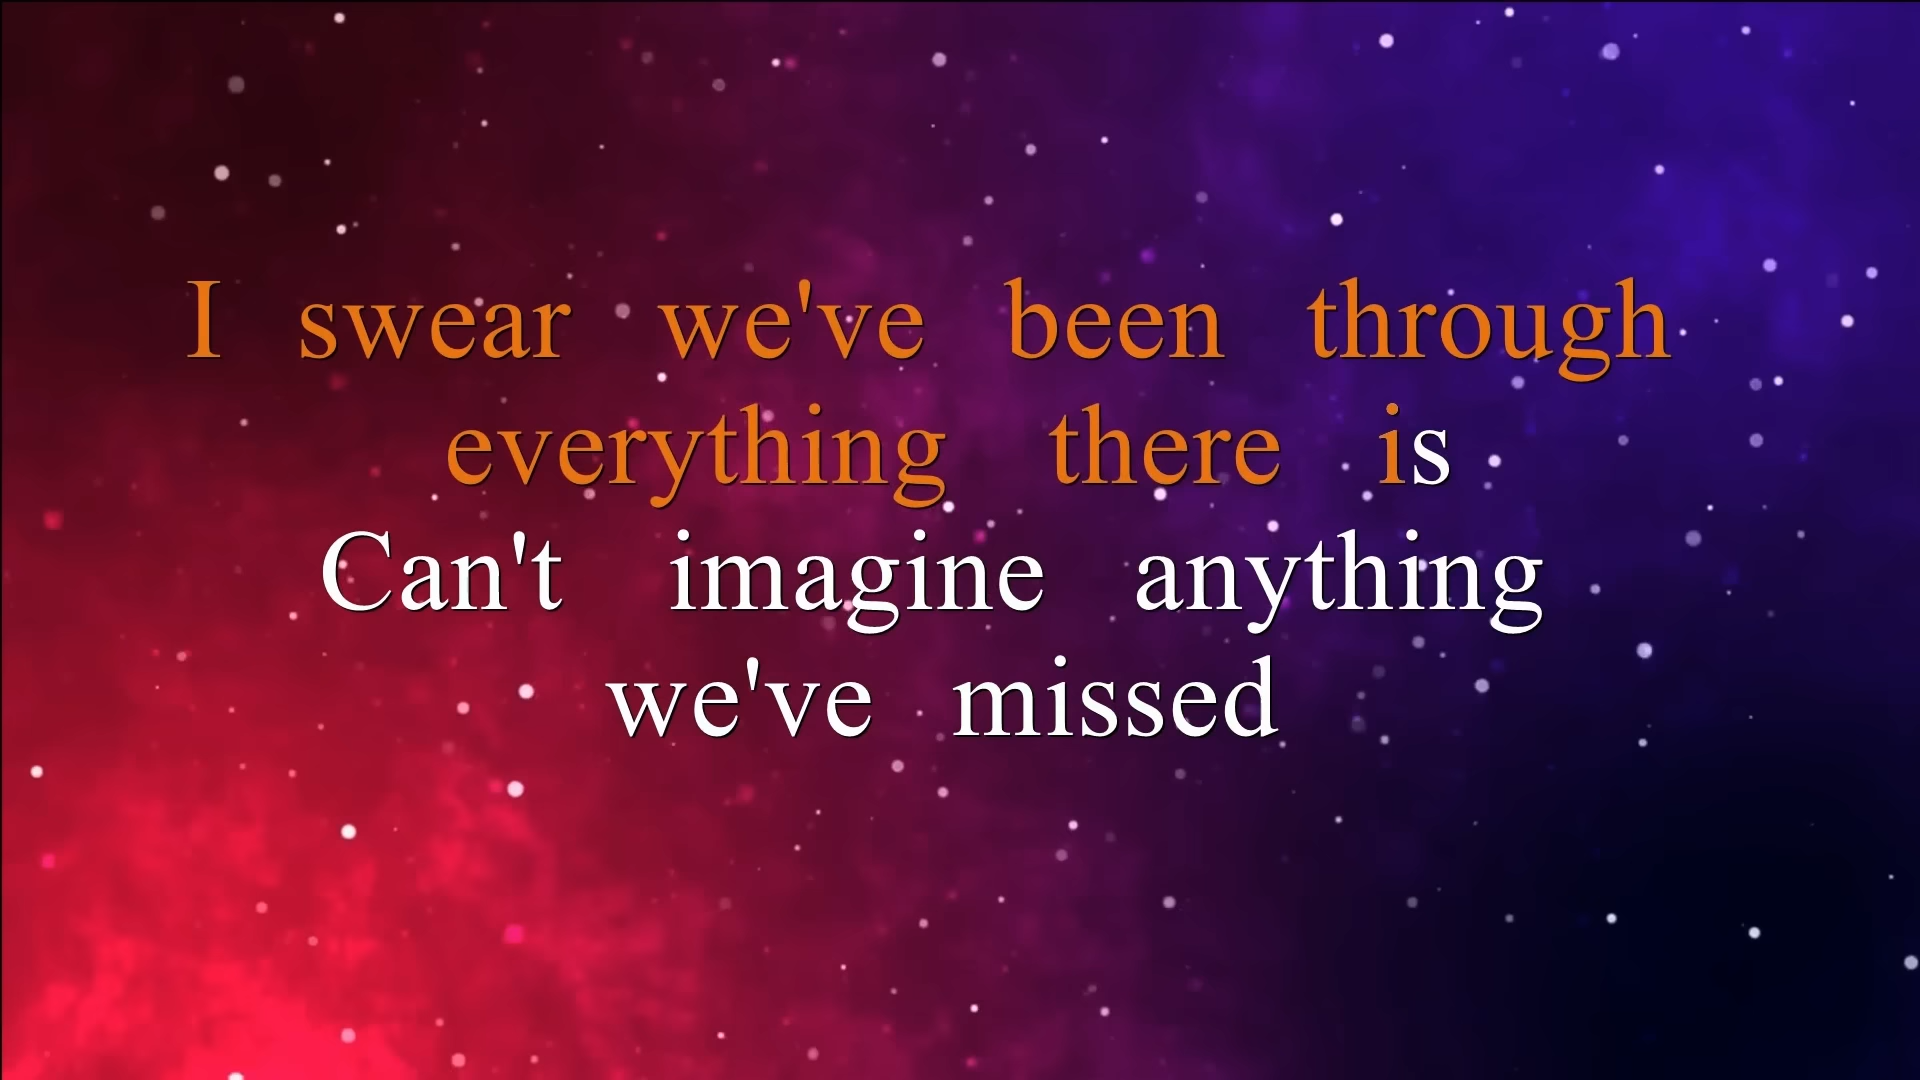 I swear we've been through
everything there is
Can't imagine anything
we've missed